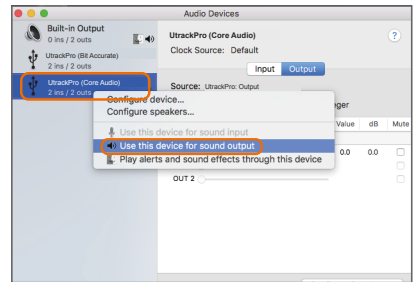 Audio Devices
Built-in Output
0 ins / 2 outs
UtrackPro (Bit Accurate)
2 ins / 2 outs
UtrackPro (Core Audio)
2 ins / 2 outs
UtrackPro (Core Audio)
?
Clock Source: Default
Input Output
Source: UtrackPro: Output
Configure device...
Configure speakers...
Use this device for sound input
Use this device for sound output
Play alerts and sound effects through this device
eger
Value dB Mute
0.0 0.0
OUT 2